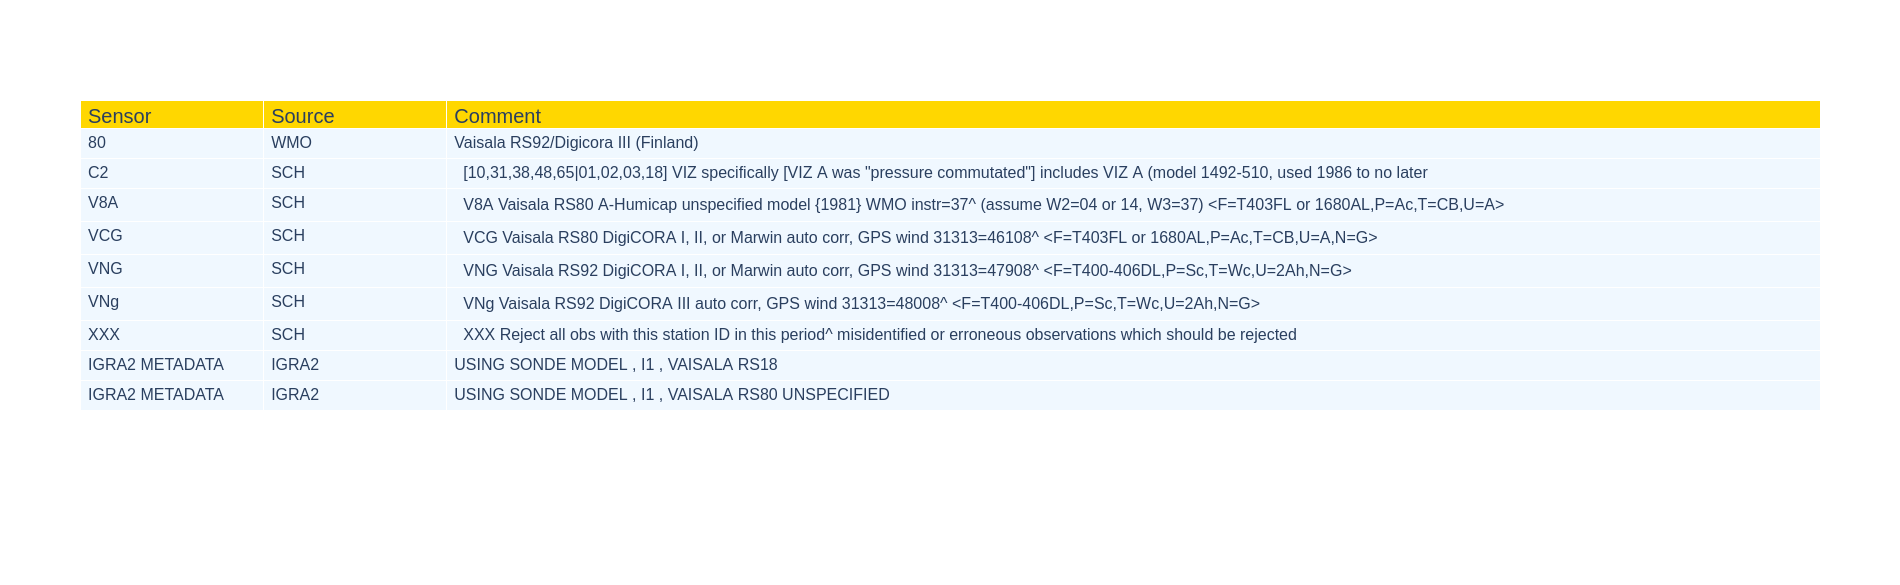 Sensor Source Comment
80 WMO Vaisala RS92/Digicora III (Finland)
C2 SCH [10,31,38,48,65|01,02,03,18] VIZ specifically [VIZ A was "pressure commutated"] includes VIZ A (model 1492-510, used 1986 to no later
V8A SCH V8A Vaisala RS80 A-Humicap unspecified model {1981} WMO instr=37^ (assume W2=04 or 14, W3=37) <F=T403FL or 1680AL,P=Ac,T=CB,U=A>
VCG SCH VCG Vaisala RS80 DigiCORA I, II, or Marwin auto corr, GPS wind 31313=46108^ <F=T403FL or 1680AL,P=Ac,T=CB,U=A,N=G>
VNG SCH VNG Vaisala RS92 DigiCORA I, II, or Marwin auto corr, GPS wind 31313=47908^ <F=T400-406DL,P=Sc,T=Wc,U=2Ah,N=G>
VNg SCH VNg Vaisala RS92 DigiCORA III auto corr, GPS wind 31313=48008^ <F=T400-406DL,P=Sc,T=Wc,U=2Ah,N=G>
XXX SCH XXX Reject all obs with this station ID in this period^ misidentified or erroneous observations which should be rejected
IGRA2 METADATA IGRA2 USING SONDE MODEL , I1 , VAISALA RS18
IGRA2 METADATA IGRA2 USING SONDE MODEL , I1 , VAISALA RS80 UNSPECIFIED